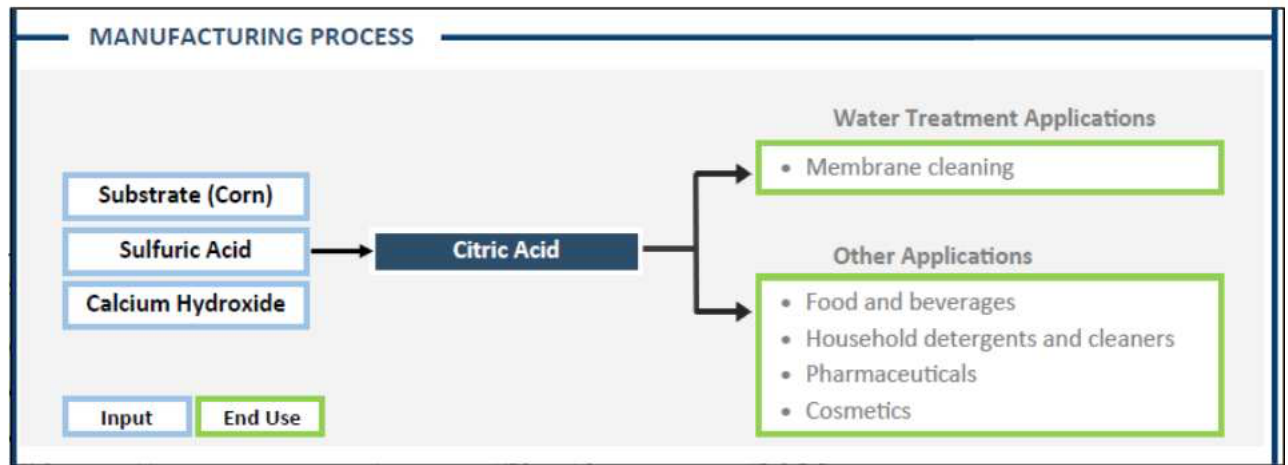 MANUFACTURING PROCESS
Water Treatment Applications
• Membrane cleaning
Substrate (Corn)
Sulfuric Acid
Calcium Hydroxide
Citric Acid
Other Applications
• Food and beverages
• Household detergents and cleaners
• Pharmaceuticals
• Cosmetics
Input
End Use